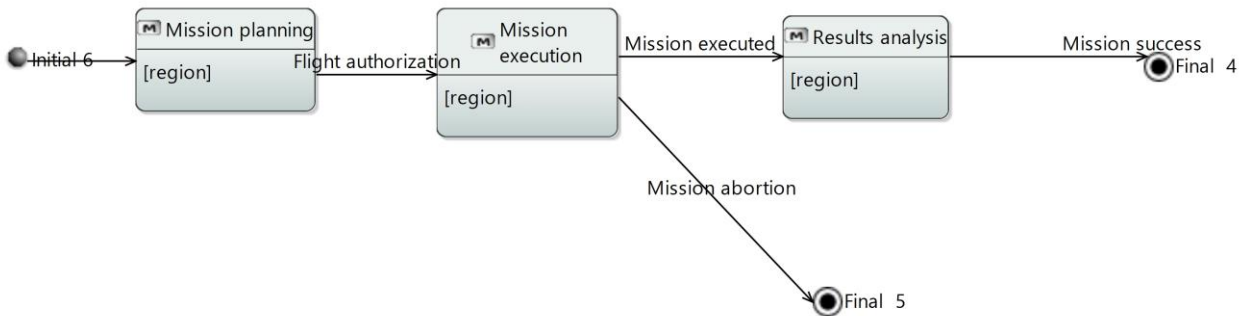 Initial 6
M Mission planning
[region]
Flight authorization
M Mission
execution
[region]
Mission executed
M Results analysis
[region]
Mission success
Final 4
Mission abortion
Final 5